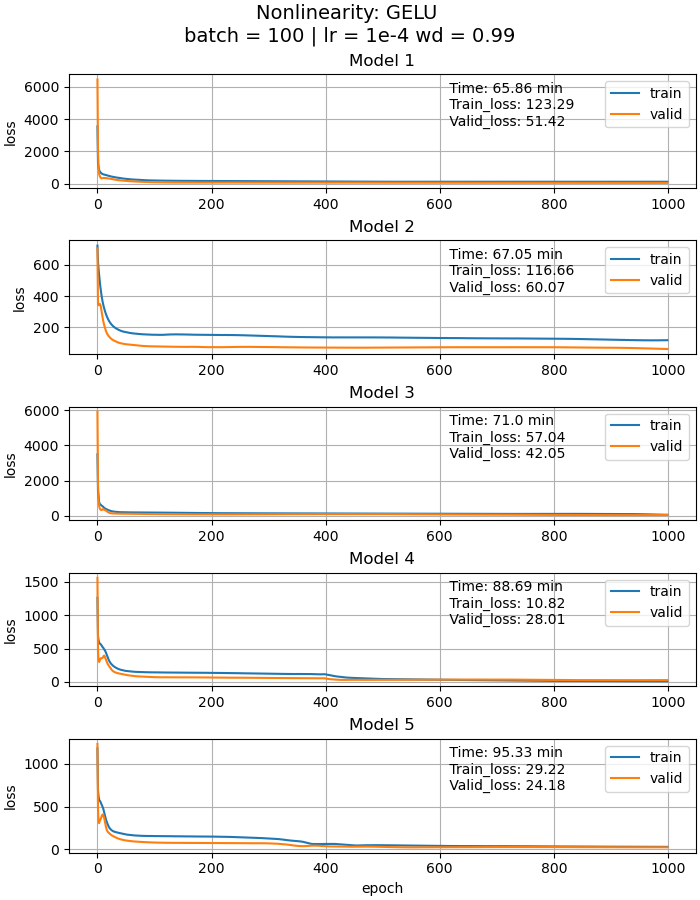 Nonlinearity: GELU
batch = 100 | lr = 1e-4 wd = 0.99
Model 1
loss
6000
4000
2000
0
Time: 65.86 min
Train_loss: 123.29
Valid_loss: 51.42
train
valid
0 200 400 600 800 1000
Model 2
loss
600
400
200
Time: 67.05 min
Train_loss: 116.66
Valid_loss: 60.07
train
valid
0 200 400 600 800 1000
Model 3
loss
6000
4000
2000
0
Time: 71.0 min
Train_loss: 57.04
Valid_loss: 42.05
train
valid
0 200 400 600 800 1000
Model 4
loss
1500
1000
500
0
Time: 88.69 min
Train_loss: 10.82
Valid_loss: 28.01
train
valid
0 200 400 600 800 1000
Model 5
loss
1000
500
0
Time: 95.33 min
Train_loss: 29.22
Valid_loss: 24.18
train
valid
0 200 400 600 800 1000
epoch